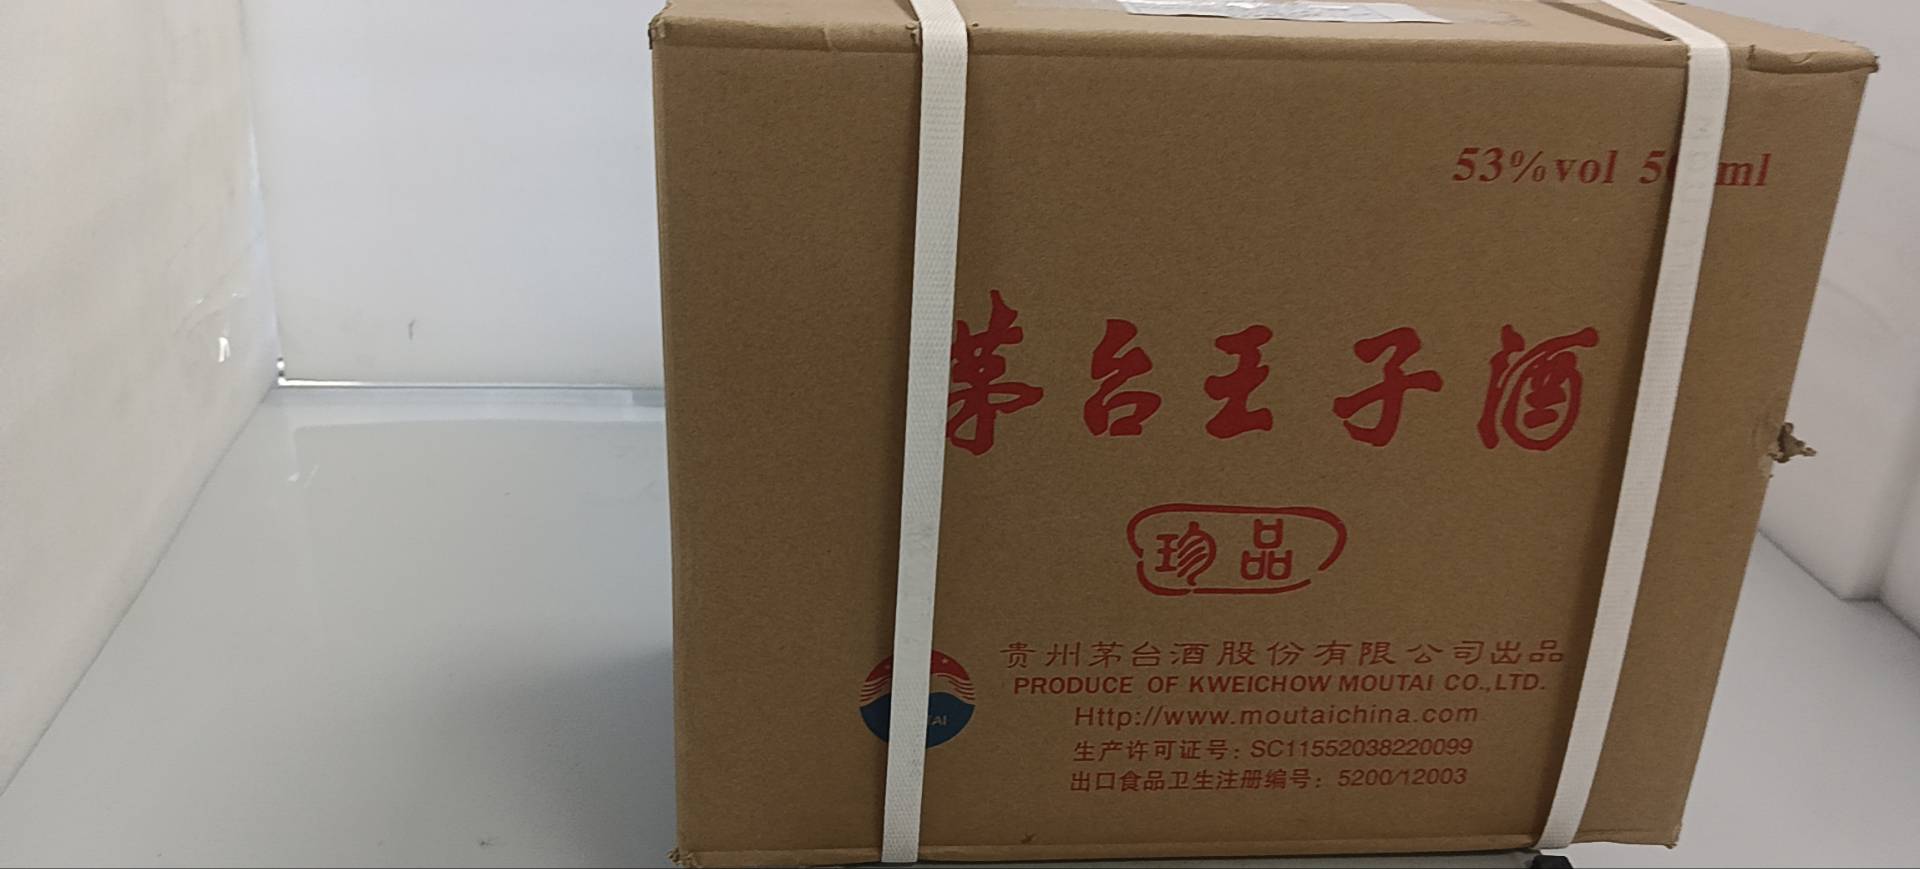 53%vol 50 ml
茅台王子酒
珍品
贵州茅台酒股份有限公司出品
PRODUCE OF KWEICHOW MOUTAI CO.,LTD.
Http://www.moutaichina.com
生产许可证号：SC11552038220099
出口食品卫生注册编号：5200/12003
TAI